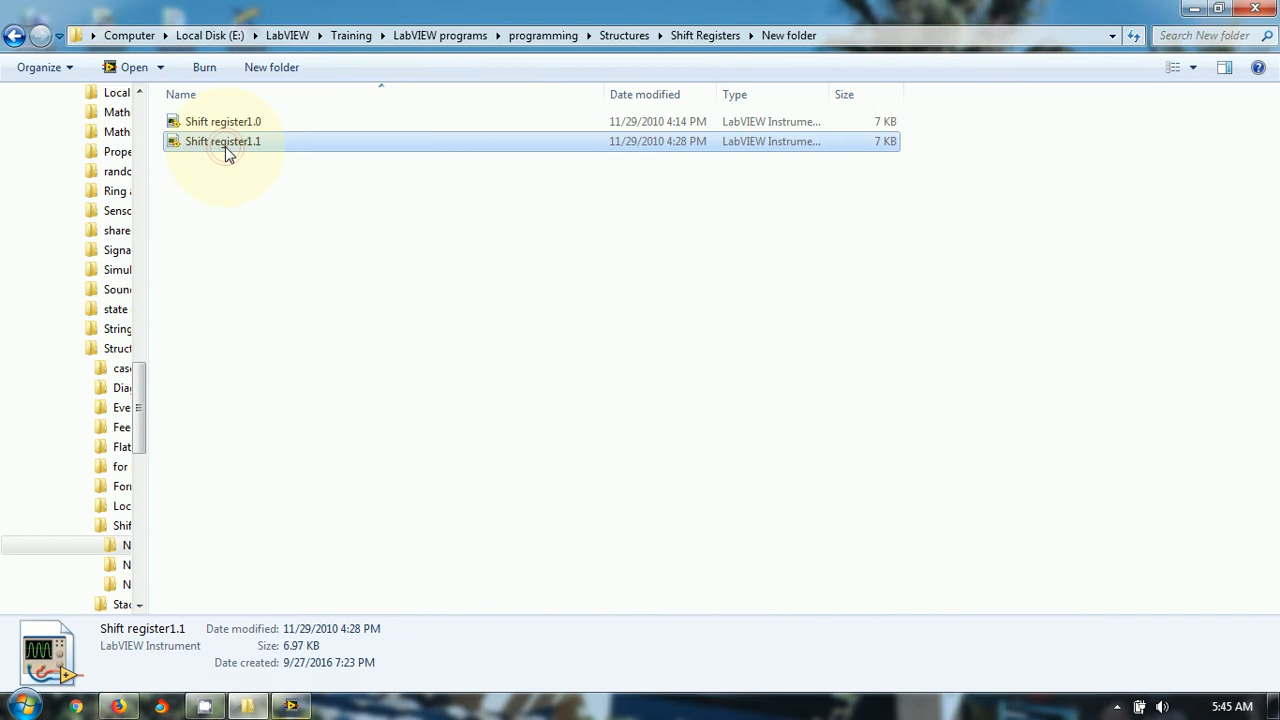 Computer Local Disk (E:) LabVIEW Training LabVIEW programs programming Structures Shift Registers New folder Search New folder
Organize Open Burn New folder
Name Date modified Type Size
Shift register1.0 11/29/2010 4:14 PM LabVIEW Instrume... 7 KB
Shift register1.1 11/29/2010 4:28 PM LabVIEW Instrume... 7 KB
Local
Math
Math
Prope
rando
Ring a
Senso
share
Signa
Simul
Soun
state
String
Struct
case
Diag
Eve
Feed
Flat
for
Form
Loc
Shif
N
N
N
Stac
Shift register1.1 Date modified: 11/29/2010 4:28 PM
LabVIEW Instrument Size: 6.97 KB
Date created: 9/27/2016 7:23 PM
5:45 AM